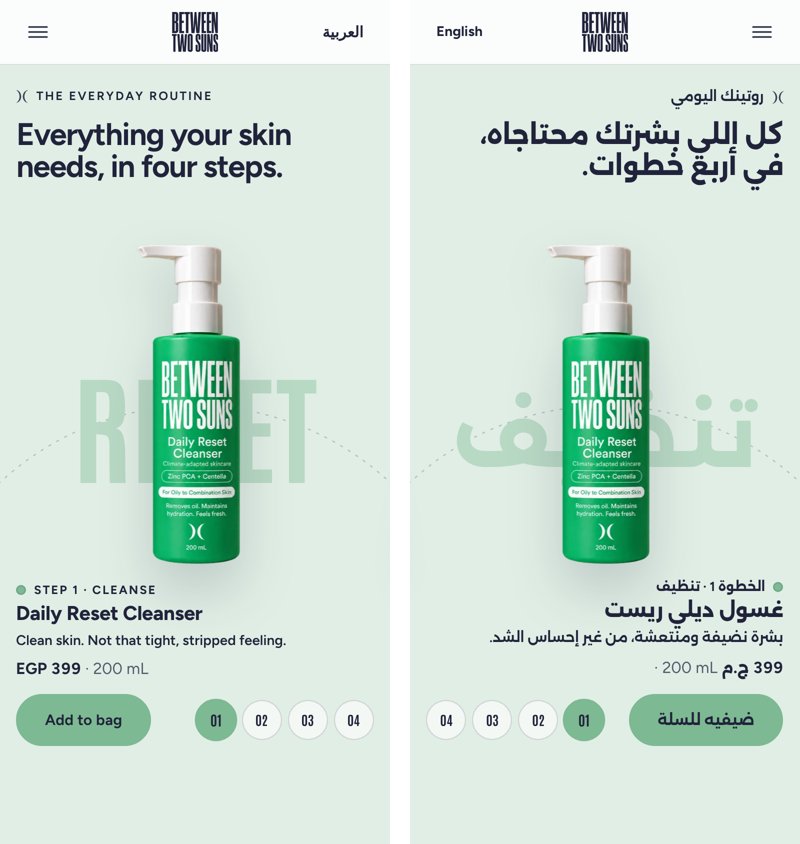 BETWEEN
TWO SUNS
العربية
THE EVERYDAY ROUTINE
Everything your skin
needs, in four steps.
RESET
BETWEEN
TWO SUNS
Daily Reset
Cleanser
Climate-adapted skincare
Zinc PCA + Centella
For Oily to Combination Skin
Removes oil. Maintains
hydration. Feels fresh.
200 mL
STEP 1 · CLEANSE
Daily Reset Cleanser
Clean skin. Not that tight, stripped feeling.
EGP 399 · 200 mL
Add to bag
01
02
03
04
English
BETWEEN
TWO SUNS
روتينك اليومي
كل اللي بشرتك محتاجاه،
في أربع خطوات.
تنظيف
BETWEEN
TWO SUNS
Daily Reset
Cleanser
Climate-adapted skincare
Zinc PCA + Centella
For Oily to Combination Skin
Removes oil. Maintains
hydration. Feels fresh.
200 mL
الخطوة 1 · تنظيف
غسول ديلي ريست
بشرة نضيفة ومنتعشة، من غير إحساس الشد.
399 ج.م 200 mL ·
ضيفيه للسلة
01
02
03
04